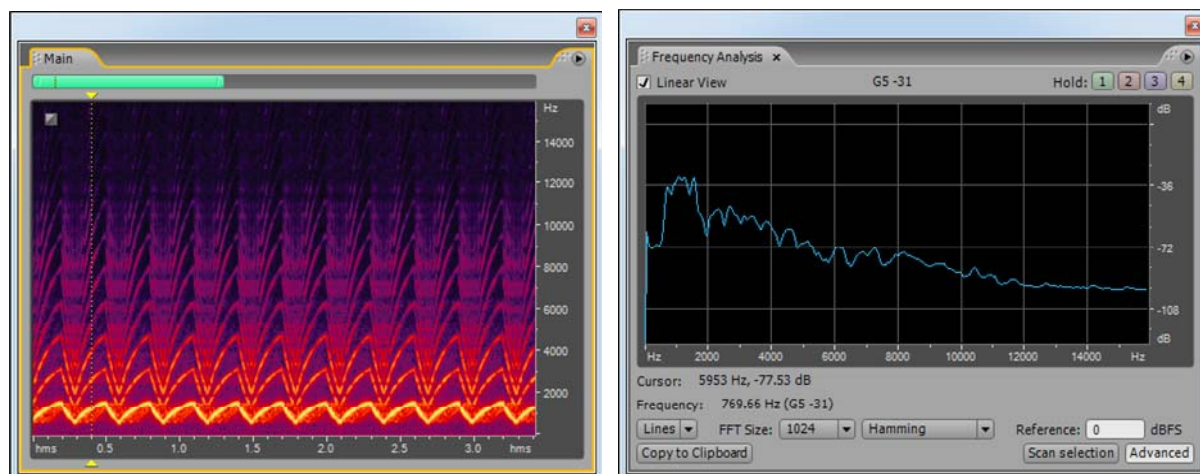 Main
Hz
14000
12000
10000
8000
6000
4000
2000
hms 0.5 1.0 1.5 2.0 2.5 3.0 hms
Frequency Analysis x
Linear View G5 -31 Hold: 1 2 3 4
dB
-36
-72
-108
dB
Hz 2000 4000 6000 8000 10000 12000 14000 Hz
Cursor: 5953 Hz, -77.53 dB
Frequency: 769.66 Hz (G5 -31)
Lines FFT Size: 1024 Hamming Reference: 0 dBFS
Copy to Clipboard Scan selection Advanced